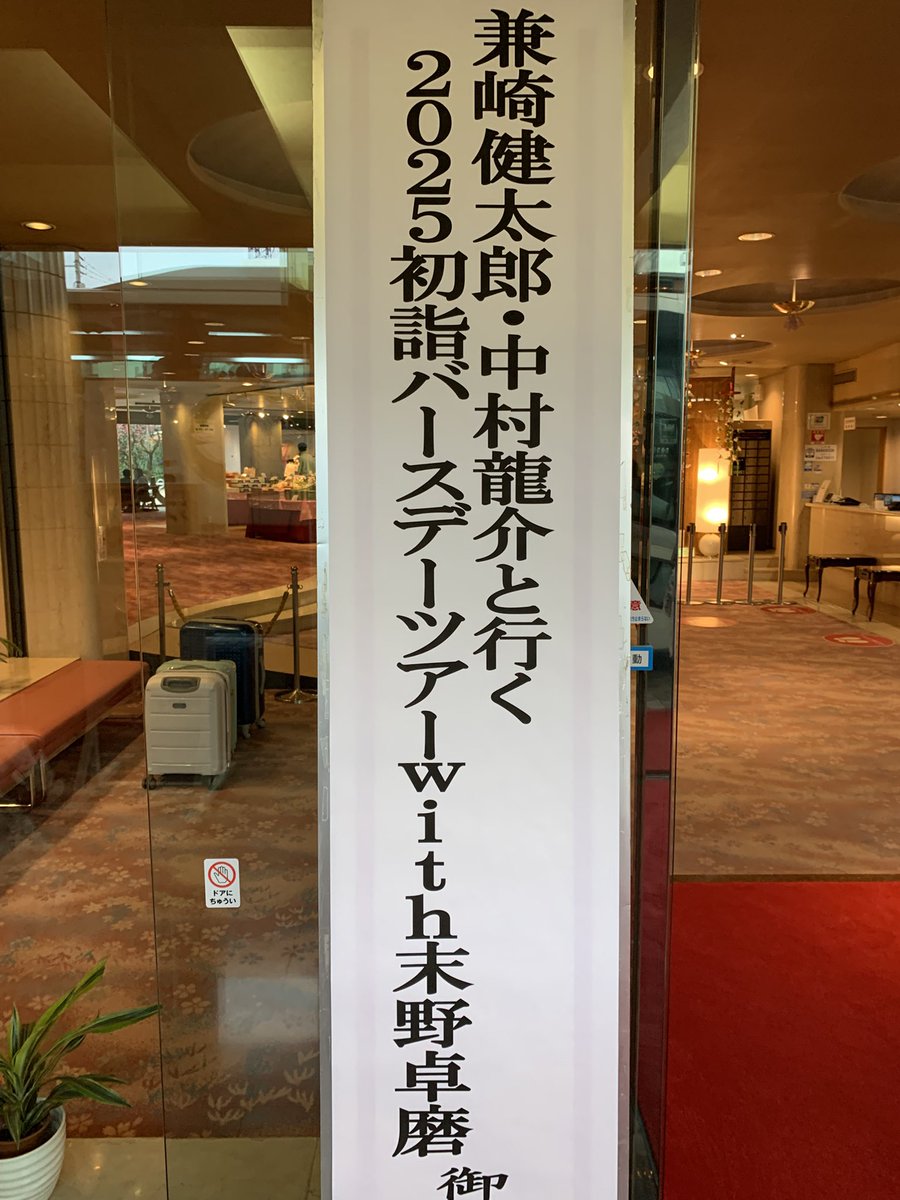 兼崎健太郎・中村龍介と行く
2025初詣バースデーツアーwith末野卓磨
御
ドアに
ちゅうい